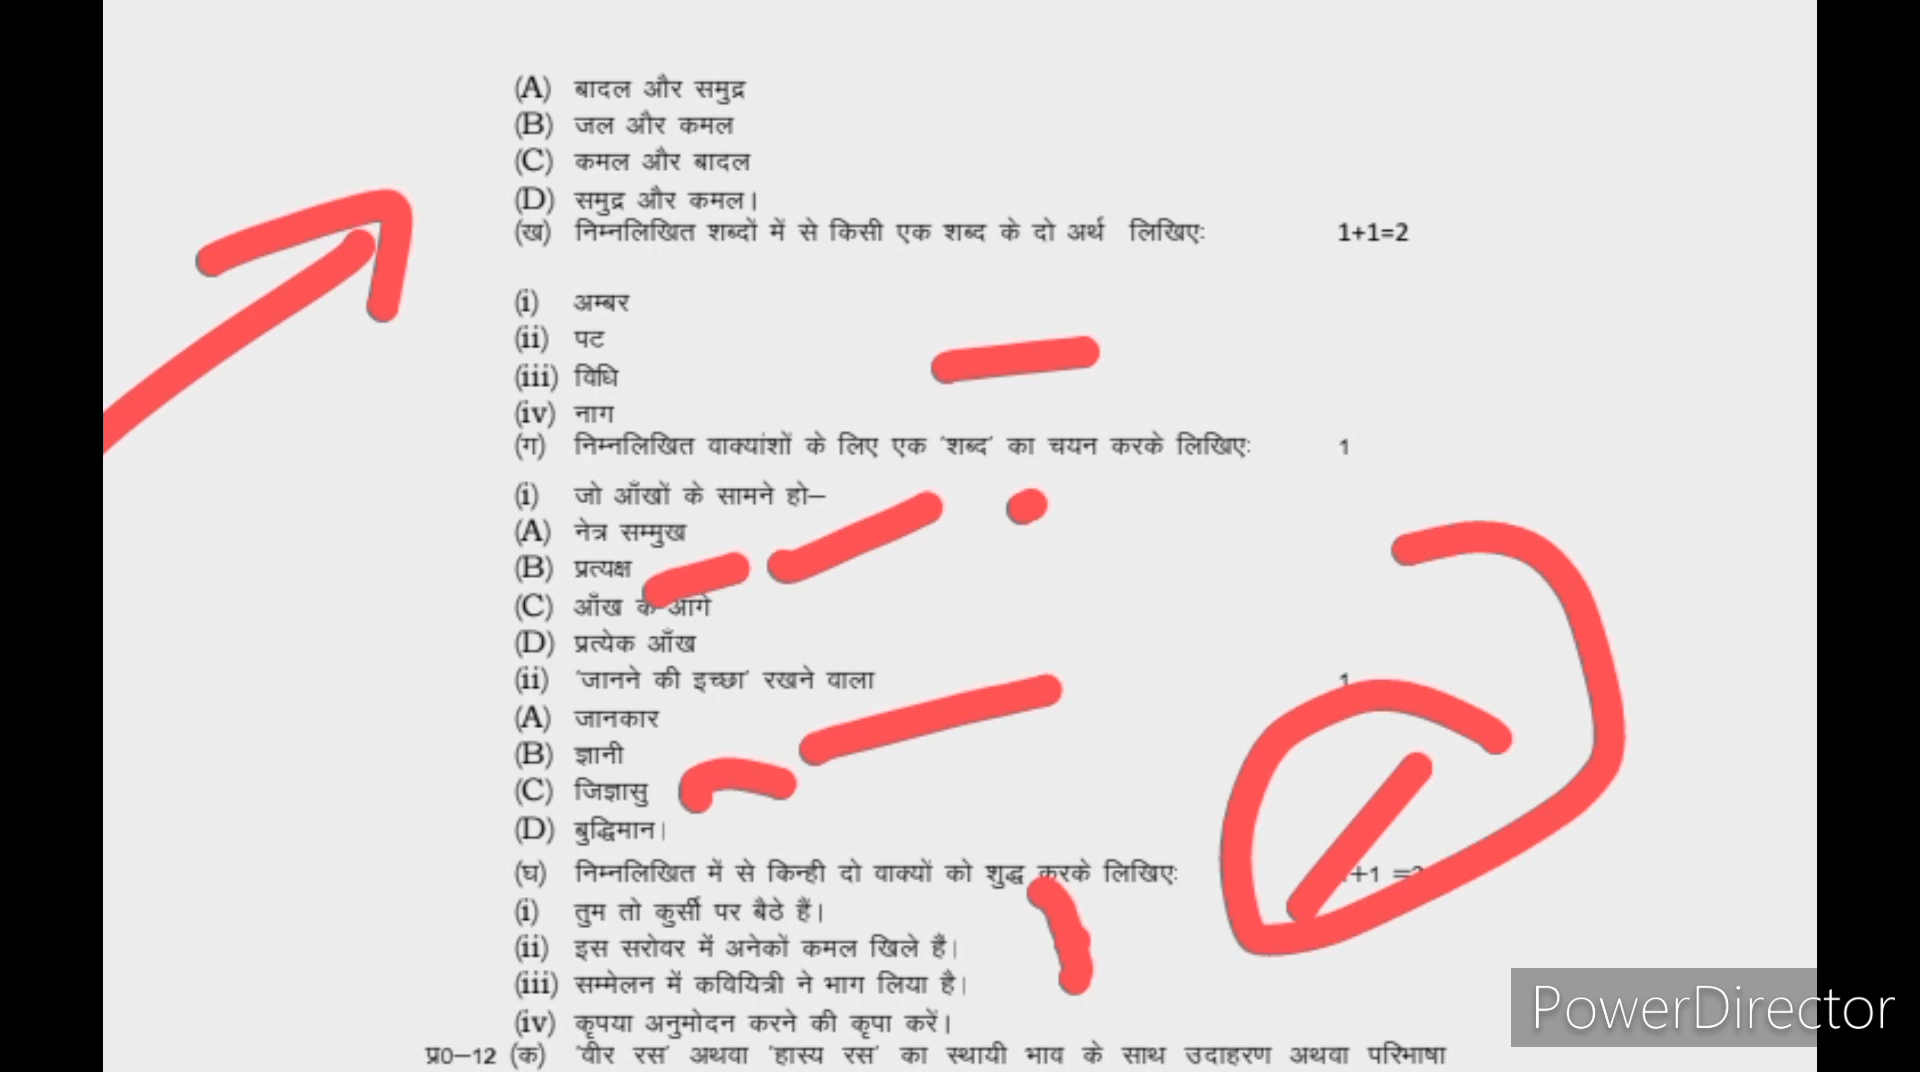 (A) बादल और समुद्र
(B) जल और कमल
(C) कमल और बादल
(D) समुद्र और कमल।
(ख) निम्नलिखित शब्दों में से किसी एक शब्द के दो अर्थ लिखिएः 1+1=2
(i) अम्बर
(ii) पट
(iii) विधि
(iv) नाग
(ग) निम्नलिखित वाक्यांशों के लिए एक 'शब्द' का चयन करके लिखिएः 1
(i) जो आँखों के सामने हो–
(A) नेत्र सम्मुख
(B) प्रत्यक्ष
(C) आँख के आगे
(D) प्रत्येक आँख
(ii) 'जानने की इच्छा' रखने वाला 1
(A) जानकार
(B) ज्ञानी
(C) जिज्ञासु
(D) बुद्धिमान।
(घ) निम्नलिखित में से किन्ही दो वाक्यों को शुद्ध करके लिखिएः +1 =2
(i) तुम तो कुर्सी पर बैठे हैं।
(ii) इस सरोवर में अनेकों कमल खिले हैं।
(iii) सम्मेलन में कवियित्री ने भाग लिया है।
(iv) कृपया अनुमोदन करने की कृपा करें।
प्र0–12 (क) 'वीर रस' अथवा 'हास्य रस' का स्थायी भाव के साथ उदाहरण अथवा परिभाषा
PowerDirector